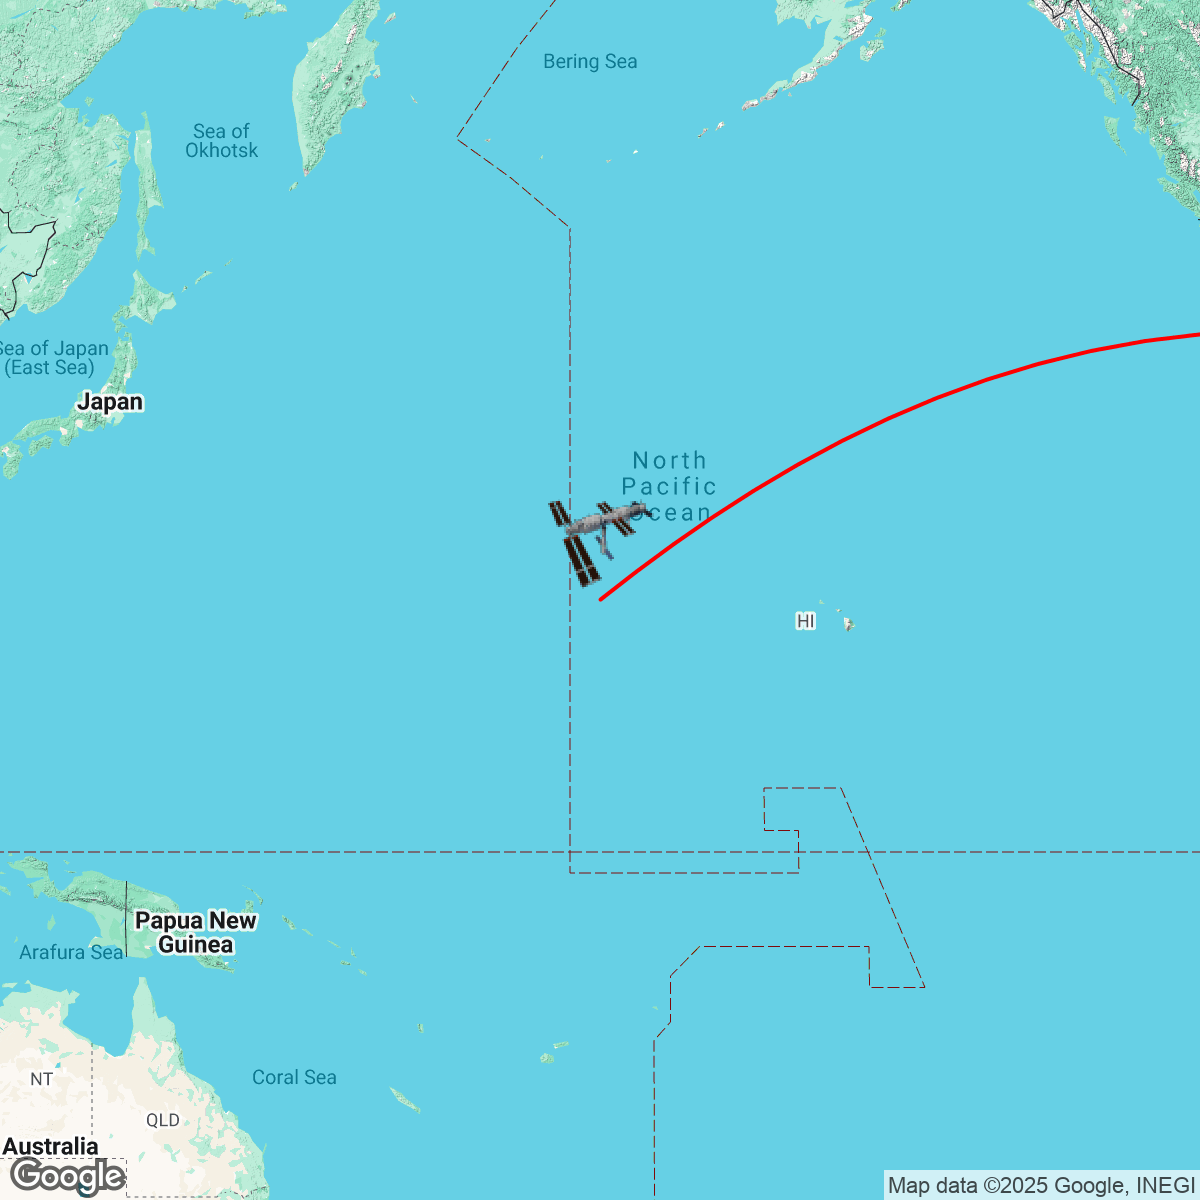 Bering Sea
Sea of
Okhotsk
Sea of Japan
(East Sea)
Japan
North
Pacific
Ocean
HI
Papua New
Guinea
Arafura Sea
NT
Coral Sea
QLD
Australia
Google
Map data ©2025 Google, INEGI